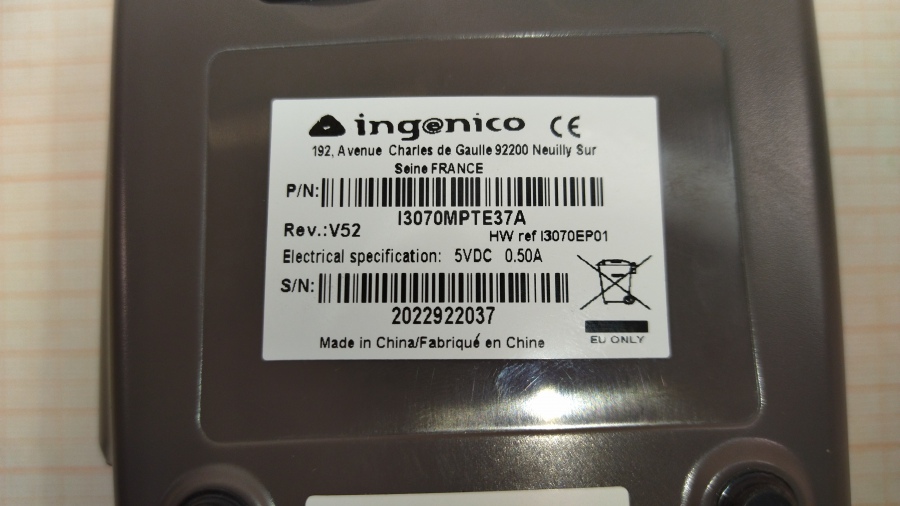 ingenico CE
192, Avenue Charles de Gaulle 92200 Neuilly Sur
Seine FRANCE
P/N:
I3070MPTE37A
Rev.:V52
HW ref I3070EP01
Electrical specification: 5VDC 0.50A
S/N:
2022922037
EU ONLY
Made in China/Fabriqué en Chine